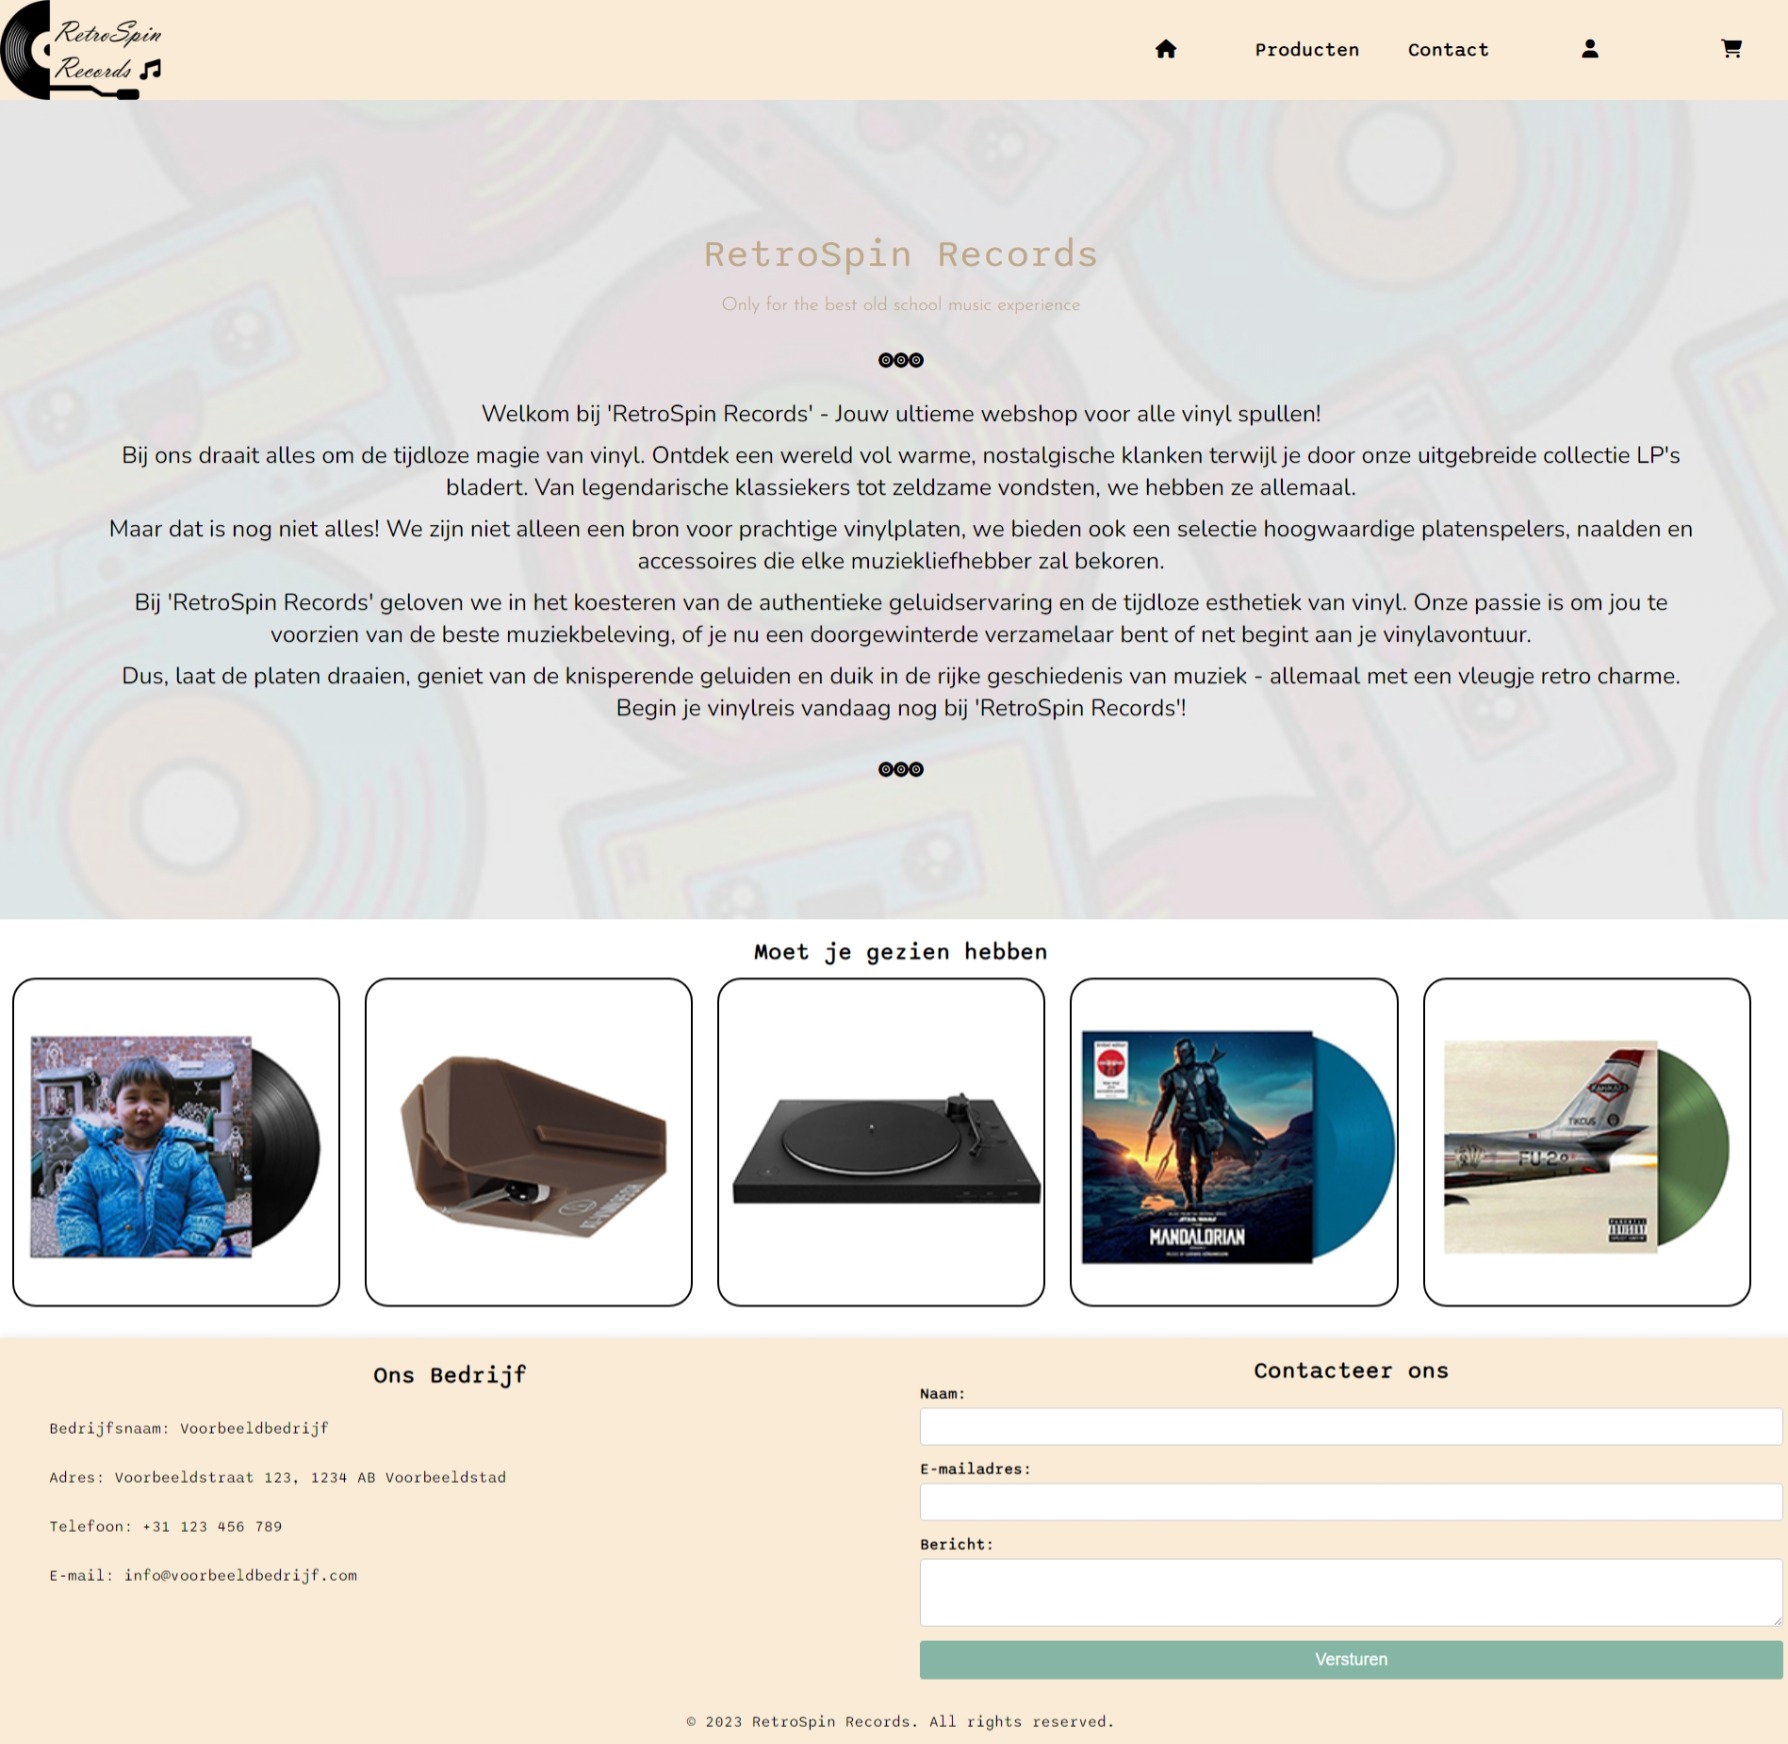 RetroSpin
Records
Producten
Contact
RetroSpin Records
Only for the best old school music experience
Welkom bij 'RetroSpin Records' - Jouw ultieme webshop voor alle vinyl spullen!
Bij ons draait alles om de tijdloze magie van vinyl. Ontdek een wereld vol warme, nostalgische klanken terwijl je door onze uitgebreide collectie LP's
bladert. Van legendarische klassiekers tot zeldzame vondsten, we hebben ze allemaal.
Maar dat is nog niet alles! We zijn niet alleen een bron voor prachtige vinylplaten, we bieden ook een selectie hoogwaardige platenspelers, naalden en
accessoires die elke muziekliefhebber zal bekoren.
Bij 'RetroSpin Records' geloven we in het koesteren van de authentieke geluidservaring en de tijdloze esthetiek van vinyl. Onze passie is om jou te
voorzien van de beste muziekbeleving, of je nu een doorgewinterde verzamelaar bent of net begint aan je vinylavontuur.
Dus, laat de platen draaien, geniet van de knisperende geluiden en duik in de rijke geschiedenis van muziek - allemaal met een vleugje retro charme.
Begin je vinylreis vandaag nog bij 'RetroSpin Records'!
Moet je gezien hebben
STAR WARS
MANDALORIAN
TIKCUS
FU-2
PARENTAL
ADVISORY
Ons Bedrijf
Bedrijfsnaam: Voorbeeldbedrijf
Adres: Voorbeeldstraat 123, 1234 AB Voorbeeldstad
Telefoon: +31 123 456 789
E-mail: info@voorbeeldbedrijf.com
Contacteer ons
Naam:
E-mailadres:
Bericht:
Versturen
© 2023 RetroSpin Records. All rights reserved.